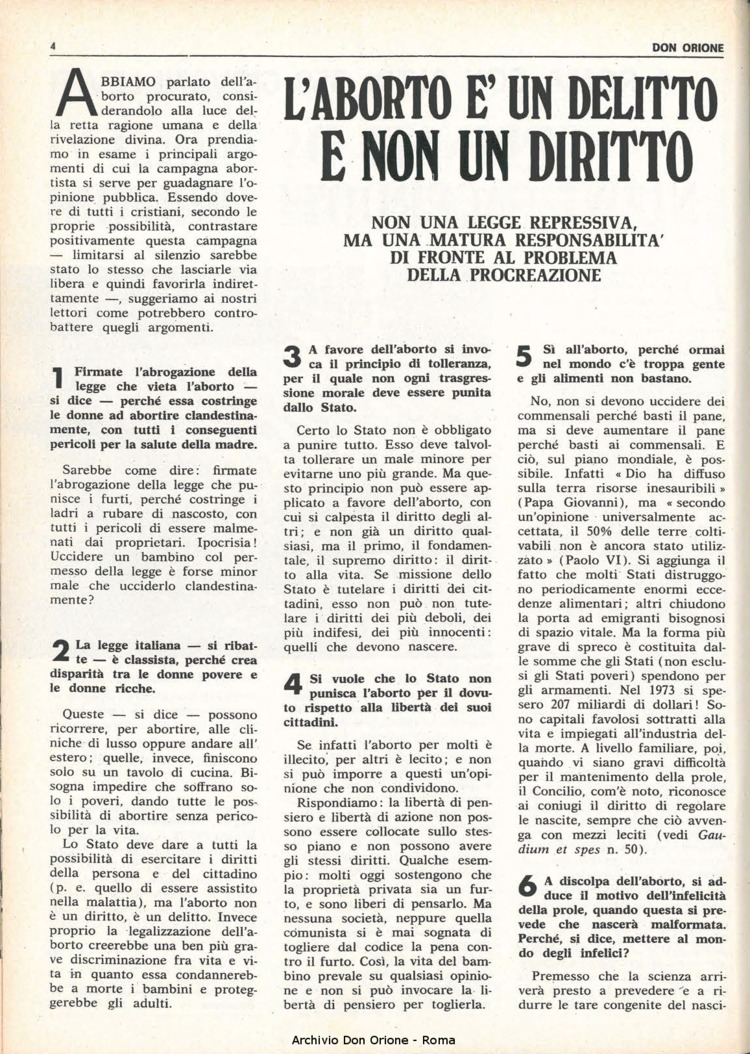 4
DON ORIONE
ABBIAMO parlato dell'a-
borto procurato, consi-
derandolo alla luce del-
la retta ragione umana e della
rivelazione divina. Ora prendia-
mo in esame i principali argo-
menti di cui la campagna abor-
tista si serve per guadagnare l'o-
pinione pubblica. Essendo dove-
re di tutti i cristiani, secondo le
proprie possibilità, contrastare
positivamente questa campagna
— limitarsi al silenzio sarebbe
stato lo stesso che lasciarle via
libera e quindi favorirla indiret-
tamente —, suggeriamo ai nostri
lettori come potrebbero contro-
battere quegli argomenti.
L'ABORTO E' UN DELITTO
E NON UN DIRITTO
NON UNA LEGGE REPRESSIVA,
MA UNA MATURA RESPONSABILITA'
DI FRONTE AL PROBLEMA
DELLA PROCREAZIONE
1 Firmate l'abrogazione della
legge che vieta l'aborto —
si dice — perché essa costringe
le donne ad abortire clandestina-
mente, con tutti i conseguenti
pericoli per la salute della madre.
Sarebbe come dire: firmate
l'abrogazione della legge che pu-
nisce i furti, perché costringe i
ladri a rubare di nascosto, con
tutti i pericoli di essere malme-
nati dai proprietari. Ipocrisia!
Uccidere un bambino col per-
messo della legge è forse minor
male che ucciderlo clandestina-
mente?
2 La legge italiana — si ribat-
te — è classista, perché crea
disparità tra le donne povere e
le donne ricche.
Queste — si dice — possono
ricorrere, per abortire, alle cli-
niche di lusso oppure andare all'
estero; quelle, invece, finiscono
solo su un tavolo di cucina. Bi-
sogna impedire che soffrano so-
lo i poveri, dando tutte le pos-
sibilità di abortire senza perico-
lo per la vita.
Lo Stato deve dare a tutti la
possibilità di esercitare i diritti
della persona e del cittadino
(p. e. quello di essere assistito
nella malattia), ma l'aborto non
è un diritto, è un delitto. Invece
proprio la legalizzazione dell'a-
borto creerebbe una ben più gra-
ve discriminazione fra vita e vi-
ta in quanto essa condannereb-
be a morte i bambini e proteg-
gerebbe gli adulti.
3 A favore dell'aborto si invo-
ca il principio di tolleranza,
per il quale non ogni trasgres-
sione morale deve essere punita
dallo Stato.
Certo lo Stato non è obbligato
a punire tutto. Esso deve talvol-
ta tollerare un male minore per
evitarne uno più grande. Ma que-
sto principio non può essere ap-
plicato a favore dell'aborto, con
cui si calpesta il diritto degli al-
tri; e non già un diritto qual-
siasi, ma il primo, il fondamen-
tale, il supremo diritto: il dirit-
to alla vita. Se missione dello
Stato è tutelare i diritti dei cit-
tadini, esso non può non tute-
lare i diritti dei più deboli, dei
più indifesi, dei più innocenti:
quelli che devono nascere.
4 Si vuole che lo Stato non
punisca l'aborto per il dovu-
to rispetto alla libertà dei suoi
cittadini.
Se infatti l'aborto per molti è
illecito, per altri è lecito; e non
si può imporre a questi un'opi-
nione che non condividono.
Rispondiamo: la libertà di pen-
siero e libertà di azione non pos-
sono essere collocate sullo stes-
so piano e non possono avere
gli stessi diritti. Qualche esem-
pio: molti oggi sostengono che
la proprietà privata sia un fur-
to, e sono liberi di pensarlo. Ma
nessuna società, neppure quella
comunista si è mai sognata di
togliere dal codice la pena con-
tro il furto. Così, la vita del bam-
bino prevale su qualsiasi opinio-
ne e non si può invocare la li-
bertà di pensiero per toglierla.
5 Sì all'aborto, perché ormai
nel mondo c'è troppa gente
e gli alimenti non bastano.
No, non si devono uccidere dei
commensali perché basti il pane,
ma si deve aumentare il pane
perché basti ai commensali. E
ciò, sul piano mondiale, è pos-
sibile. Infatti « Dio ha diffuso
sulla terra risorse inesauribili »
(Papa Giovanni), ma « secondo
un'opinione universalmente ac-
cettata, il 50% delle terre colti-
vabili non è ancora stato utiliz-
zato » (Paolo VI). Si aggiunga il
fatto che molti Stati distruggo-
no periodicamente enormi ecce-
denze alimentari; altri chiudono
la porta ad emigranti bisognosi
di spazio vitale. Ma la forma più
grave di spreco è costituita dal-
le somme che gli Stati (non esclu-
si gli Stati poveri) spendono per
gli armamenti. Nel 1973 si spe-
sero 207 miliardi di dollari! So-
no capitali favolosi sottratti alla
vita e impiegati all'industria del-
la morte. A livello familiare, poi,
quando vi siano gravi difficoltà
per il mantenimento della prole,
il Concilio, com'è noto, riconosce
ai coniugi il diritto di regolare
le nascite, sempre che ciò avven-
ga con mezzi leciti (vedi Gau-
dium et spes n. 50).
6 A discolpa dell'aborto, si ad-
duce il motivo dell'infelicità
della prole, quando questa si pre-
vede che nascerà malformata.
Perché, si dice, mettere al mon-
do degli infelici?
Premesso che la scienza arri-
verà presto a prevedere e a ri-
durre le tare congenite del nasci-
Archivio Don Orione - Roma